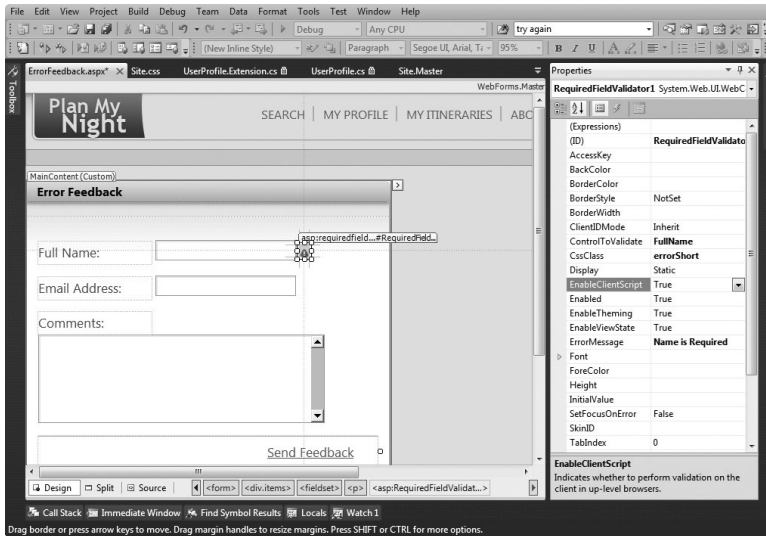 File Edit View Project Build Debug Team Data Format Tools Test Window Help
Debug Any CPU try again
(New Inline Style) Paragraph Segoe UI, Arial, Ta 95% B I U A
Toolbox
ErrorFeedback.aspx* × Site.css UserProfile.Extension.cs UserProfile.cs Site.Master
WebForms.Master
Plan My
Night
SEARCH | MY PROFILE | MY ITINERARIES | ABO
MainContent (Custom)
Error Feedback
asp:requiredfield...#RequiredField...
Full Name:
Email Address:
Comments:
Send Feedback
Design Split Source <form> <div.items> <fieldset> <p> <asp:RequiredFieldValidat...>
Properties
RequiredFieldValidator1 System.Web.UI.WebC
(Expressions)
(ID) RequiredFieldValidato
AccessKey
BackColor
BorderColor
BorderStyle NotSet
BorderWidth
ClientIDMode Inherit
ControlToValidate FullName
CssClass errorShort
Display Static
EnableClientScript True
Enabled True
EnableTheming True
EnableViewState True
ErrorMessage Name is Required
Font
ForeColor
Height
InitialValue
SetFocusOnError False
SkinID
TabIndex 0
EnableClientScript
Indicates whether to perform validation on the
client in up-level browsers.
Call Stack Immediate Window Find Symbol Results Locals Watch 1
Drag border or press arrow keys to move. Drag margin handles to resize margins. Press SHIFT or CTRL for more options.